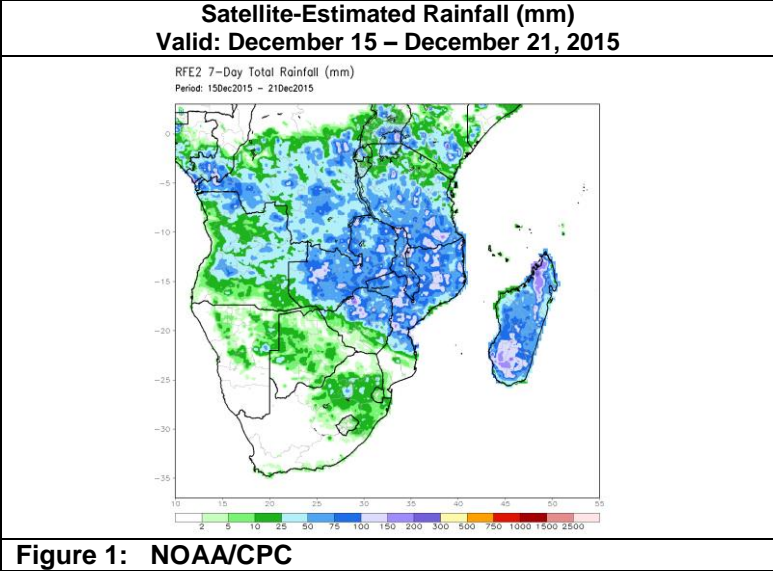 Satellite-Estimated Rainfall (mm)
Valid: December 15 – December 21, 2015
RFE2 7-Day Total Rainfall (mm)
Period: 15Dec2015 - 21Dec2015
0
-5
-10
-15
-20
-25
-30
-35
10 15 20 25 30 35 40 45 50 55
2 5 10 25 50 75 100 150 200 300 500 750 1000 1500 2500
Figure 1: NOAA/CPC